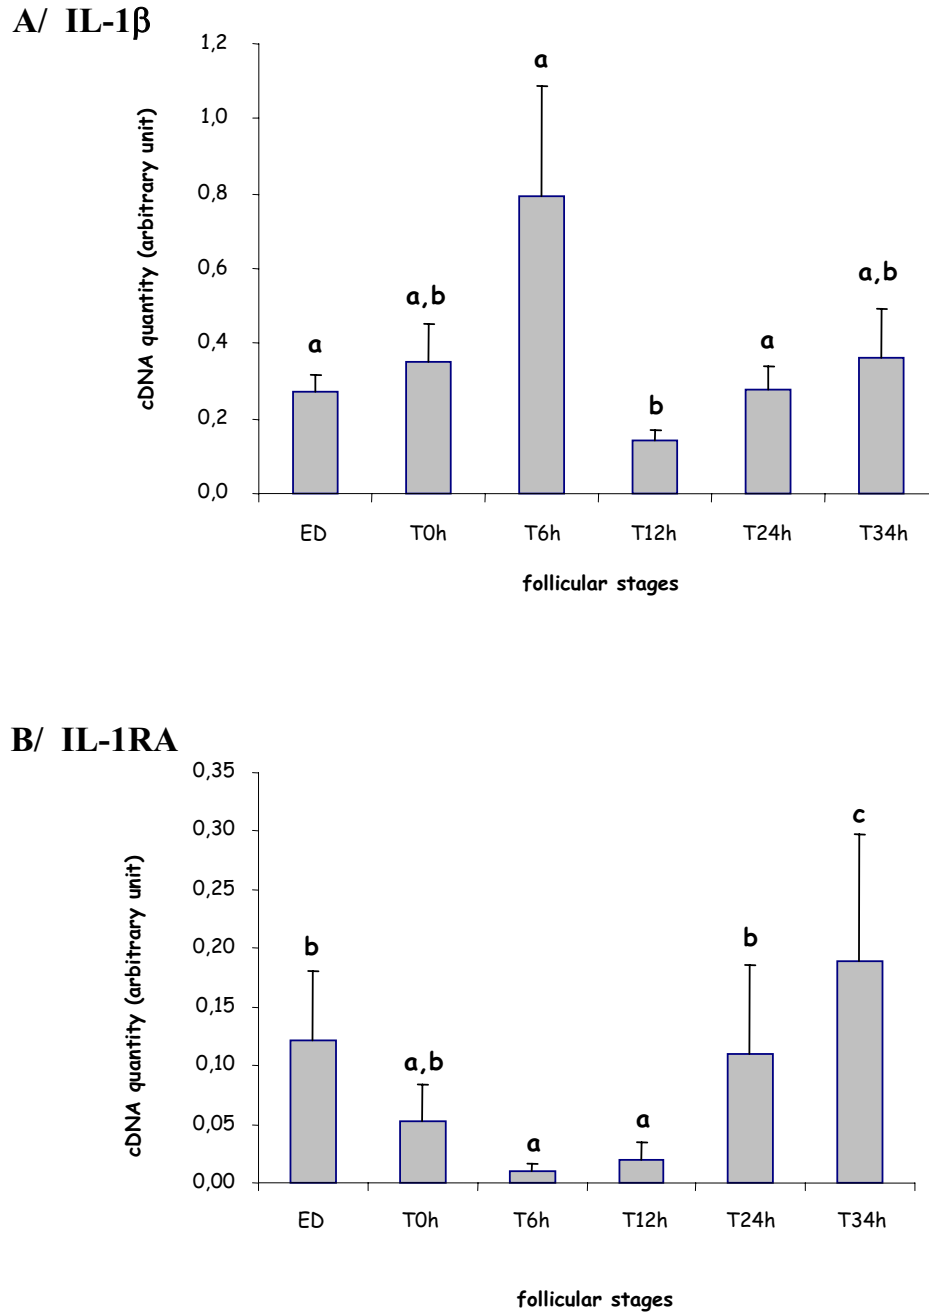 A/ IL-1β
1,2
1,0
0,8
0,6
0,4
0,2
0,0
cDNA quantity (arbitrary unit)
a
a,b
a
b
a
a,b
ED T0h T6h T12h T24h T34h
follicular stages
B/ IL-1RA
0,35
0,30
0,25
0,20
0,15
0,10
0,05
0,00
cDNA quantity (arbitrary unit)
b
a,b
a
a
b
c
ED T0h T6h T12h T24h T34h
follicular stages